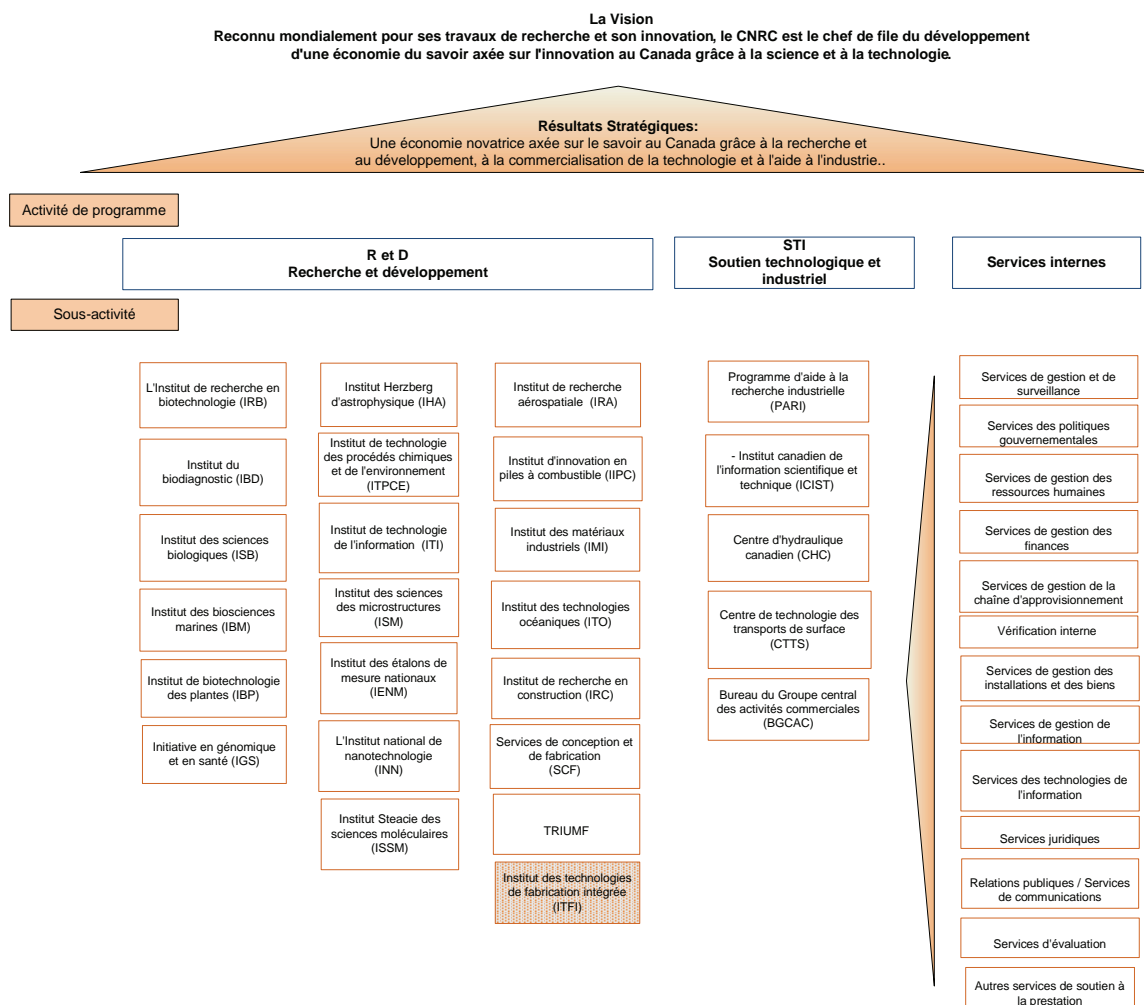 La Vision
Reconnu mondialement pour ses travaux de recherche et son innovation, le CNRC est le chef de file du développement
d'une économie du savoir axée sur l'innovation au Canada grâce à la science et à la technologie.
Résultats Stratégiques:
Une économie novatrice axée sur le savoir au Canada grâce à la recherche et
au développement, à la commercialisation de la technologie et à l'aide à l'industrie..
Activité de programme
R et D
Recherche et développement
STI
Soutien technologique et
industriel
Services internes
Sous-activité
L'Institut de recherche en
biotechnologie (IRB)
Institut du
biodiagnostic (IBD)
Institut des sciences
biologiques (ISB)
Institut des biosciences
marines (IBM)
Institut de biotechnologie
des plantes (IBP)
Initiative en génomique
et en santé (IGS)
Institut Herzberg
d'astrophysique (IHA)
Institut de technologie
des procédés chimiques
et de l'environnement
(ITPCE)
Institut de technologie
de l'information (ITI)
Institut des sciences
des microstructures
(ISM)
Institut des étalons de
mesure nationaux
(IENM)
L'Institut national de
nanotechnologie
(INN)
Institut Steacie des
sciences moléculaires
(ISSM)
Institut de recherche
aérospatiale (IRA)
Institut d'innovation en
piles à combustible (IIPC)
Institut des matériaux
industriels (IMI)
Institut des technologies
océaniques (ITO)
Institut de recherche en
construction (IRC)
Services de conception et
de fabrication
(SCF)
TRIUMF
Institut des technologies
de fabrication intégrée
(ITFI)
Programme d'aide à la
recherche industrielle
(PARI)
- Institut canadien de
l'information scientifique et
technique (ICIST)
Centre d'hydraulique
canadien (CHC)
Centre de technologie des
transports de surface
(CTTS)
Bureau du Groupe central
des activités commerciales
(BGCAC)
Services de gestion et de
surveillance
Services des politiques
gouvernementales
Services de gestion des
ressources humaines
Services de gestion des
finances
Services de gestion de la
chaîne d'approvisionnement
Vérification interne
Services de gestion des
installations et des biens
Services de gestion de
l'information
Services des technologies de
l'information
Services juridiques
Relations publiques / Services
de communications
Services d'évaluation
Autres services de soutien à
la prestation